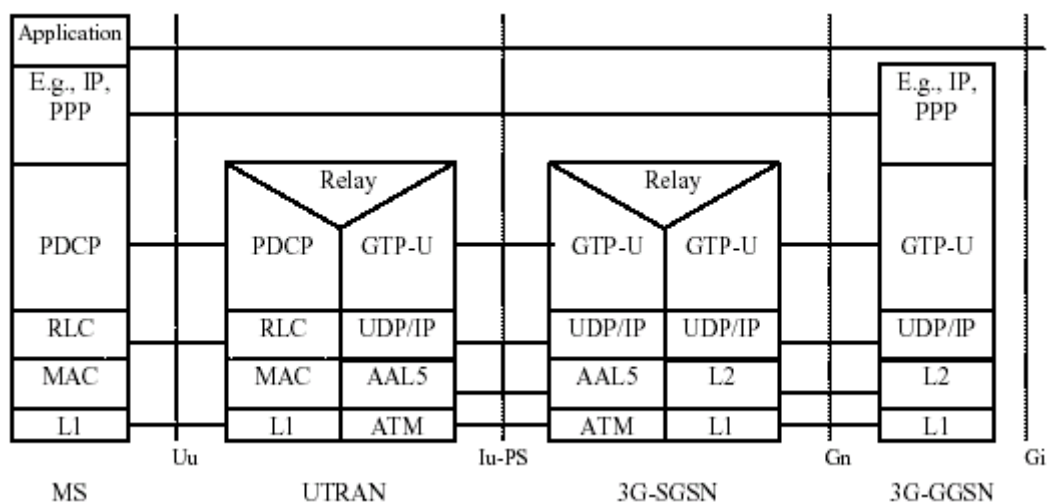 Application
E.g., IP,
PPP
PDCP
RLC
MAC
L1
Relay
PDCP
GTP-U
RLC
UDP/IP
MAC
AAL5
L1
ATM
Relay
GTP-U
GTP-U
UDP/IP
UDP/IP
AAL5
L2
ATM
L1
E.g., IP,
PPP
GTP-U
UDP/IP
L2
L1
Uu
Iu-PS
Gn
Gi
MS
UTRAN
3G-SGSN
3G-GGSN